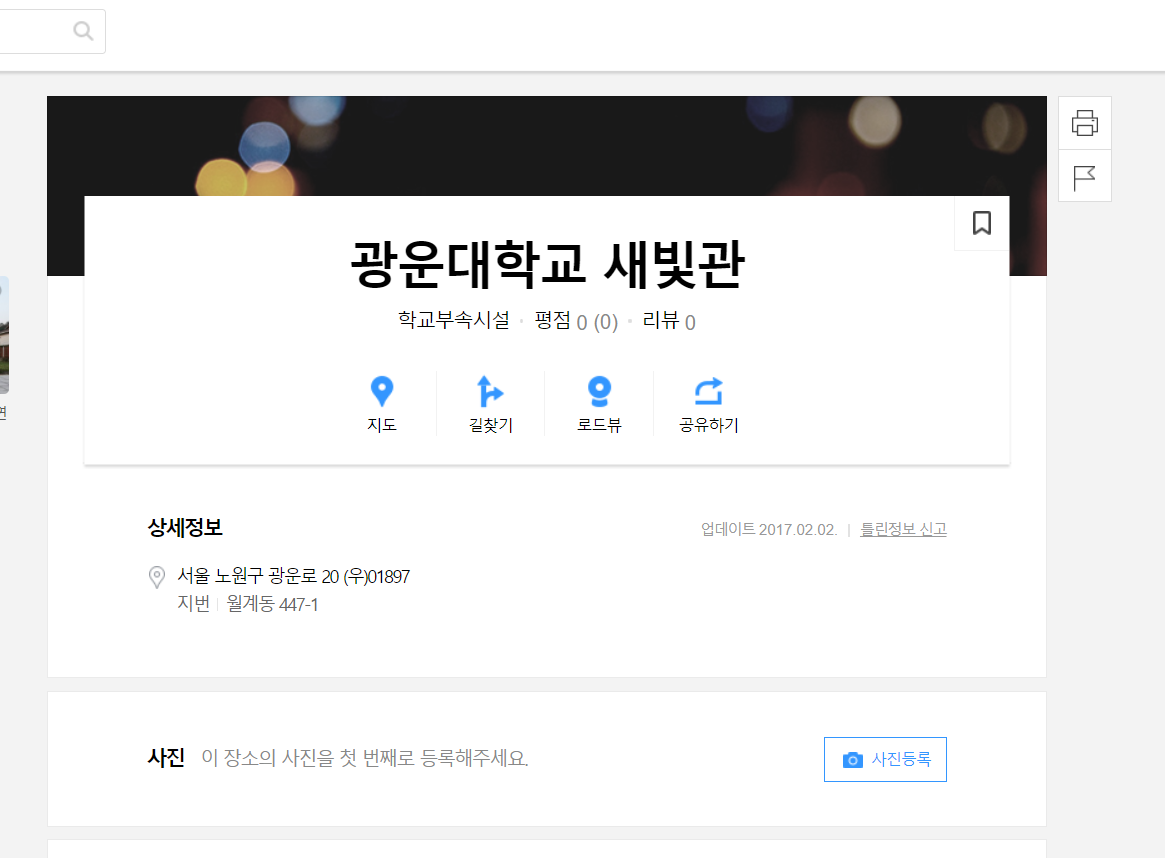 광운대학교 새빛관
학교부속시설 · 평점 0 (0) · 리뷰 0
지도 길찾기 로드뷰 공유하기
상세정보 업데이트 2017.02.02. | 틀린정보 신고
서울 노원구 광운로 20 (우)01897
지번 | 월계동 447-1
사진 이 장소의 사진을 첫 번째로 등록해주세요. 사진등록